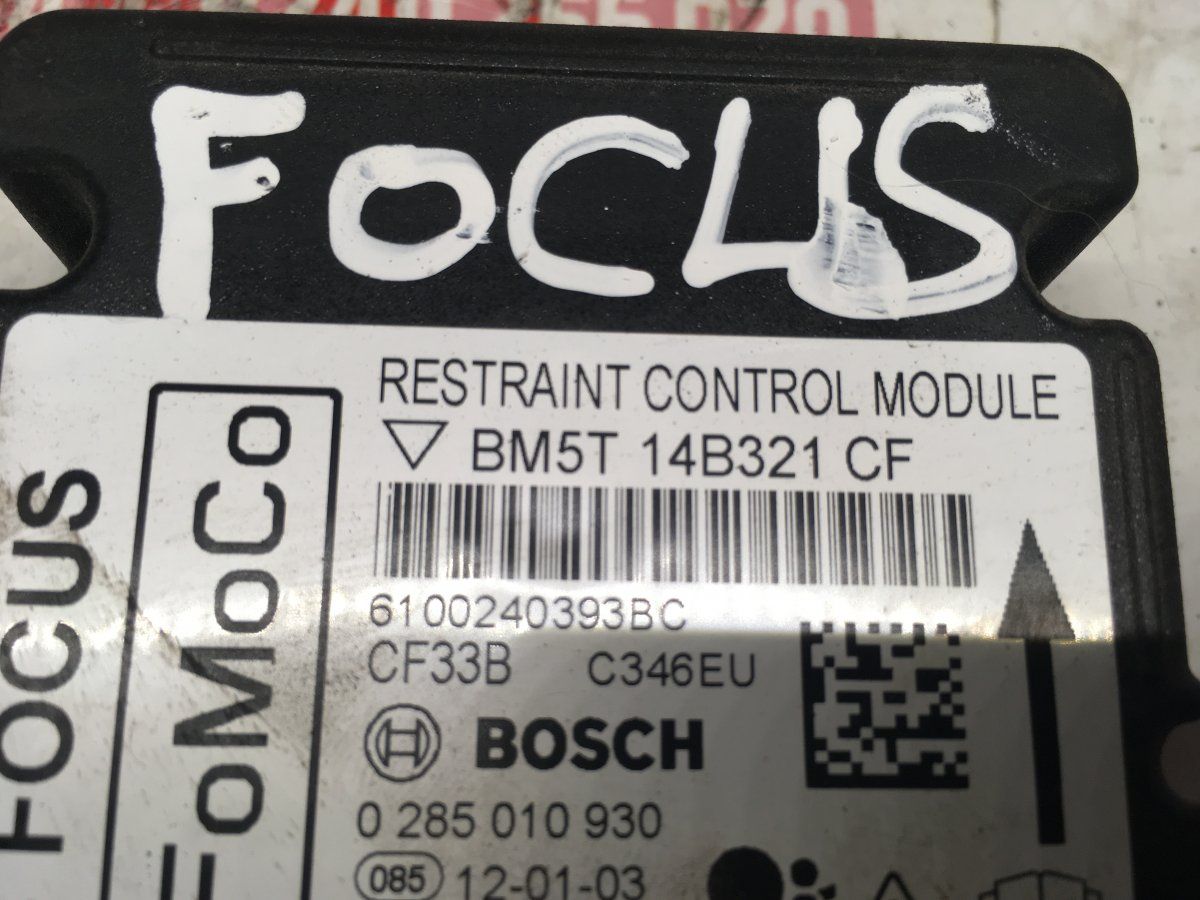 FOCUS
RESTRAINT CONTROL MODULE
BM5T 14B321 CF
6100240393BC
CF33B C346EU
BOSCH
0 285 010 930
085 12-01-03
FoMoCo
FOCUS